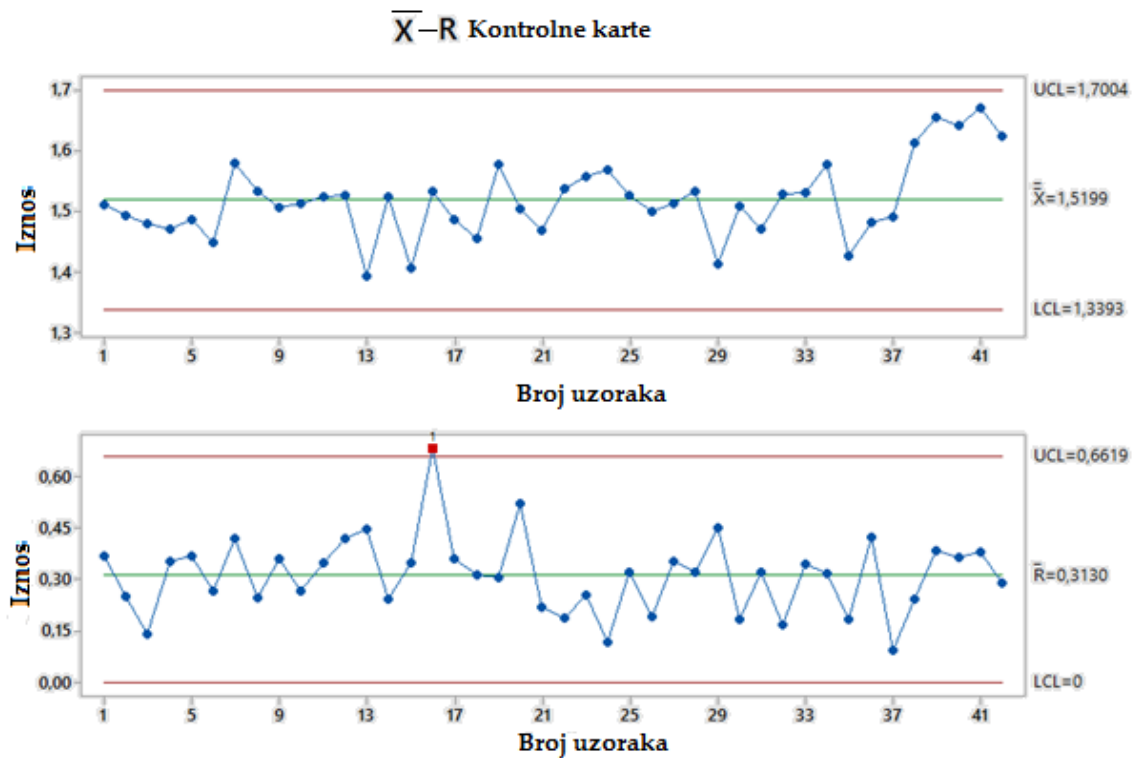 X̄–R Kontrolne karte
1,7
1,6
1,5
1,4
1,3
Iznos
UCL=1,7004
X̿=1,5199
LCL=1,3393
1 5 9 13 17 21 25 29 33 37 41
Broj uzoraka
1
0,60
0,45
0,30
0,15
0,00
Iznos
UCL=0,6619
R̄=0,3130
LCL=0
1 5 9 13 17 21 25 29 33 37 41
Broj uzoraka